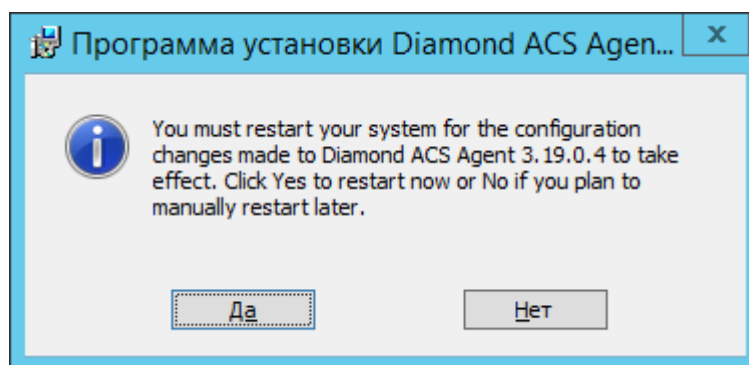 Программа установки Diamond ACS Agen...
x
You must restart your system for the configuration
changes made to Diamond ACS Agent 3.19.0.4 to take
effect. Click Yes to restart now or No if you plan to
manually restart later.
Да
Нет